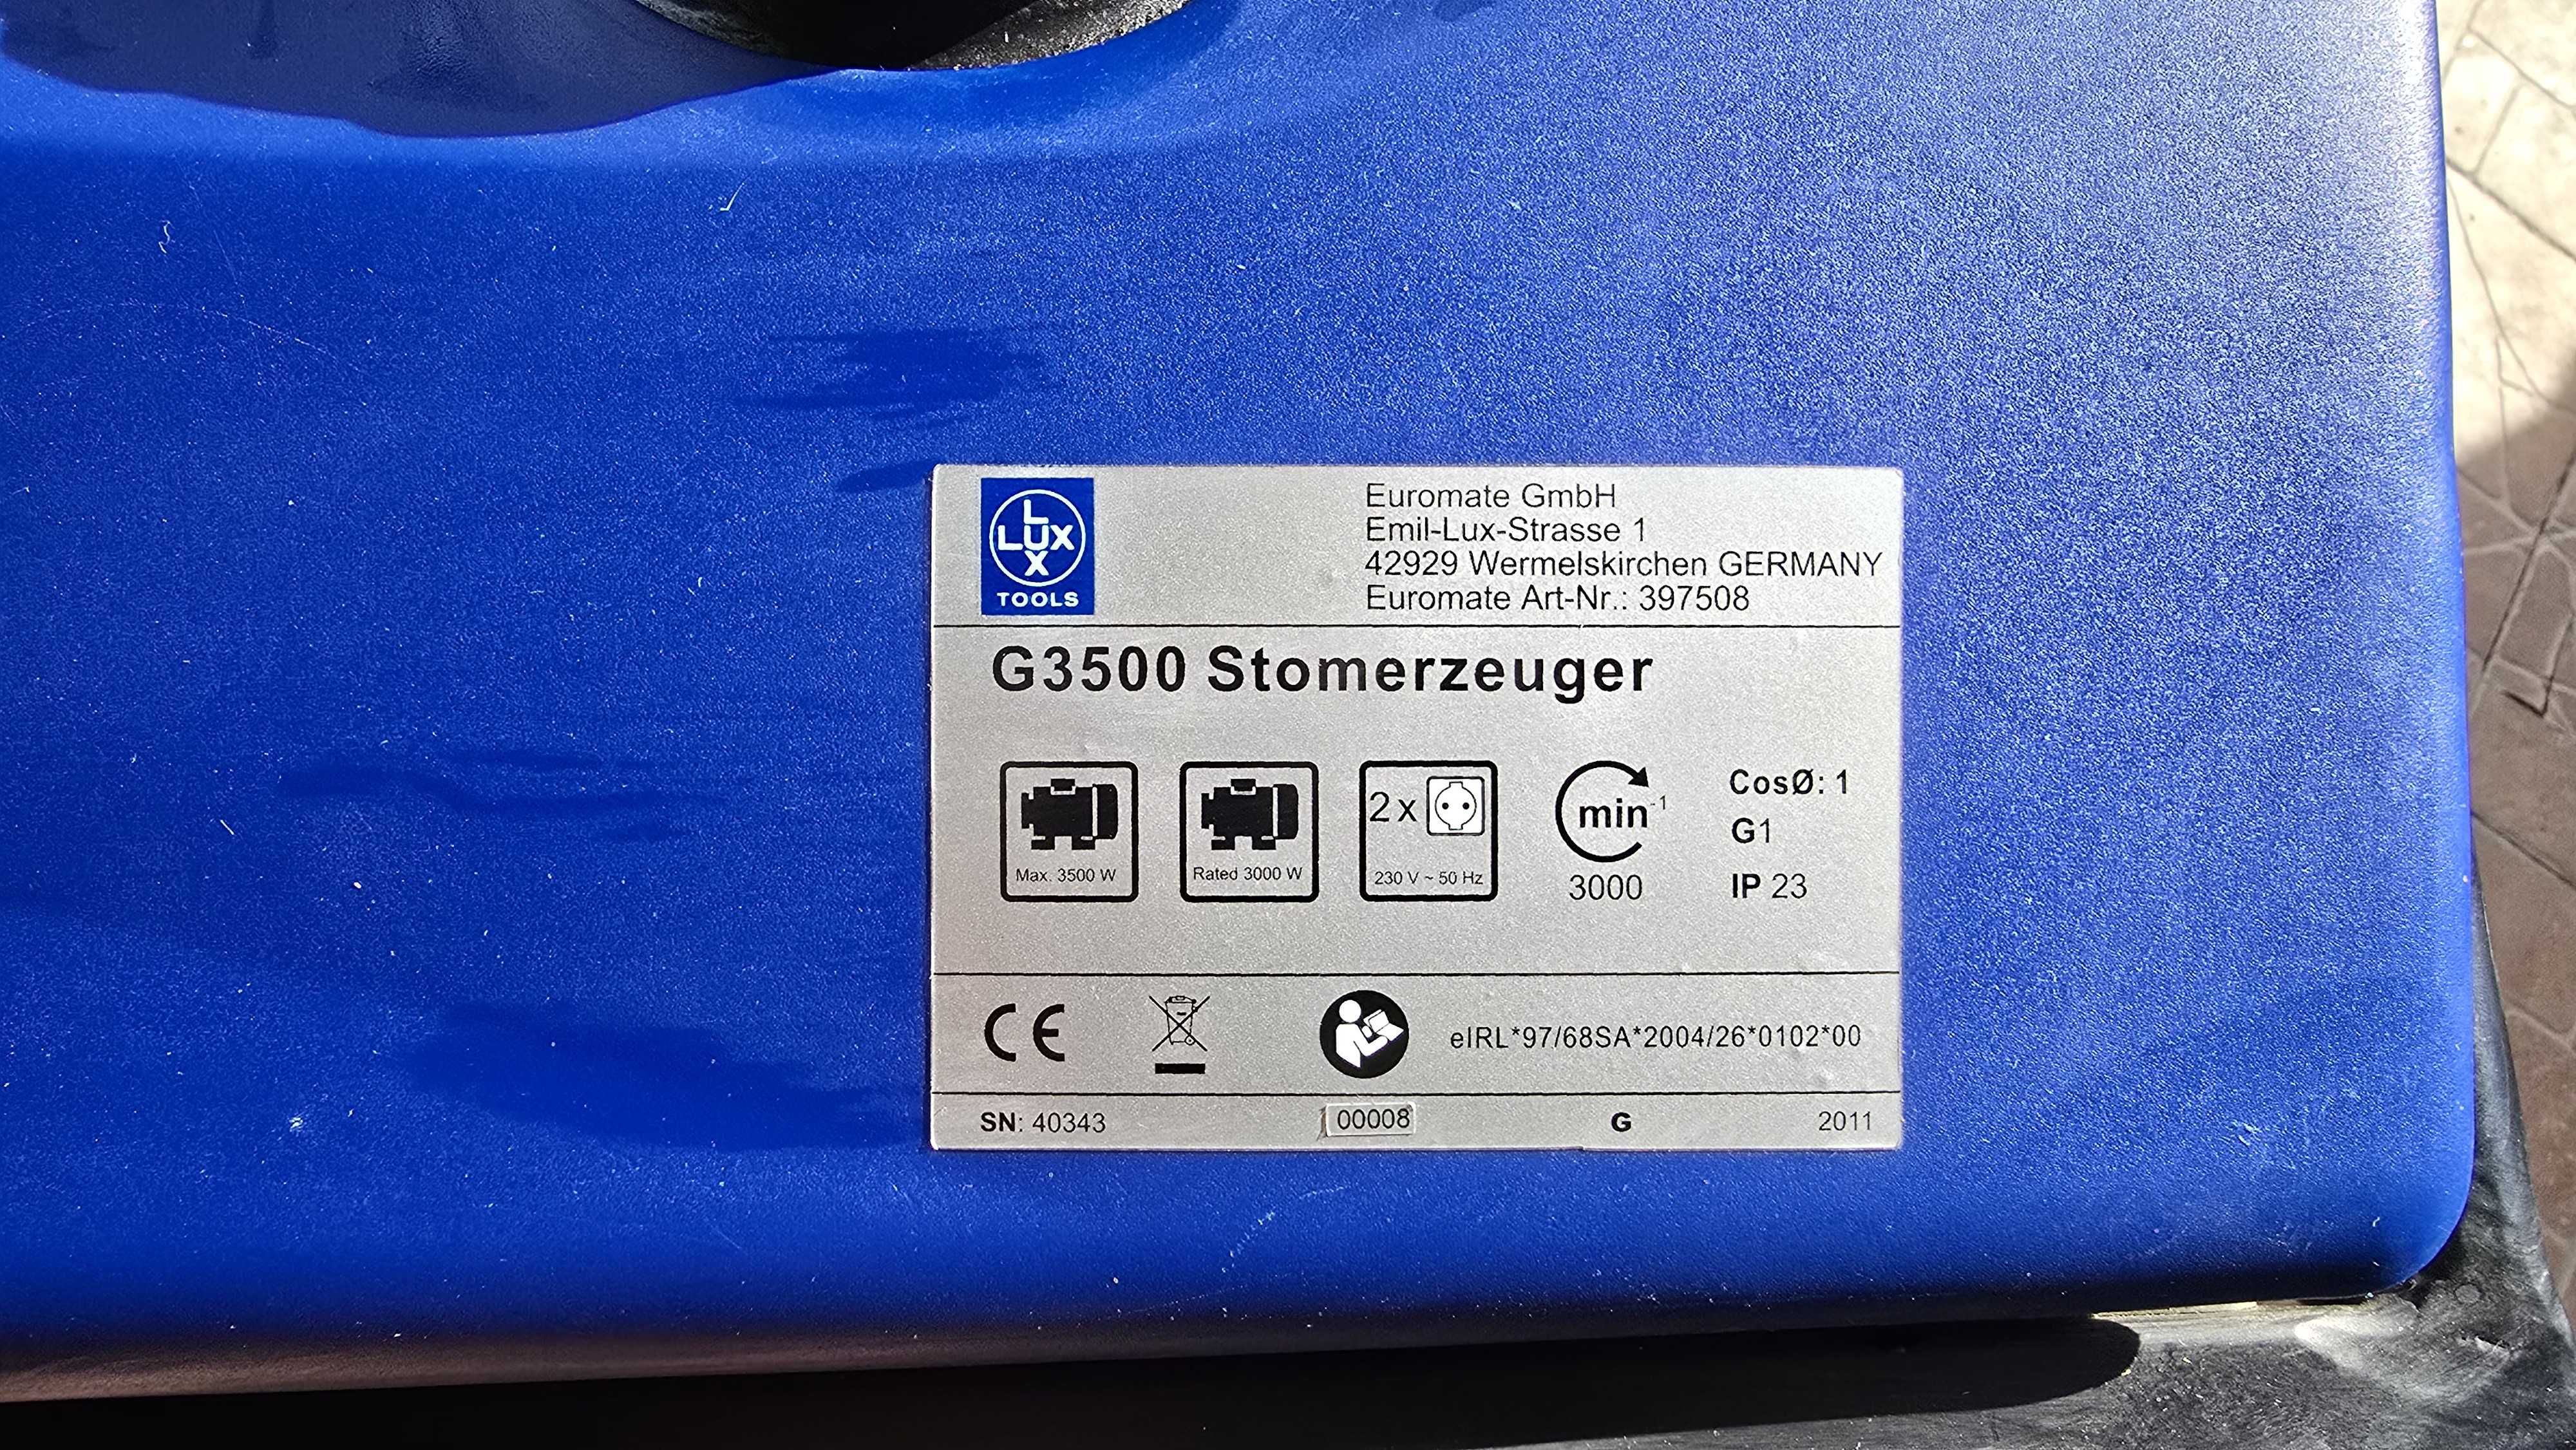 LUX
LUX
TOOLS
Euromate GmbH
Emil-Lux-Strasse 1
42929 Wermelskirchen GERMANY
Euromate Art-Nr.: 397508
G3500 Stomerzeuger
Max. 3500 W
Rated 3000 W
2 x
230 V ~ 50 Hz
min-1
3000
CosØ: 1
G1
IP 23
CE
eIRL*97/68SA*2004/26*0102*00
SN: 40343 00008 G 2011